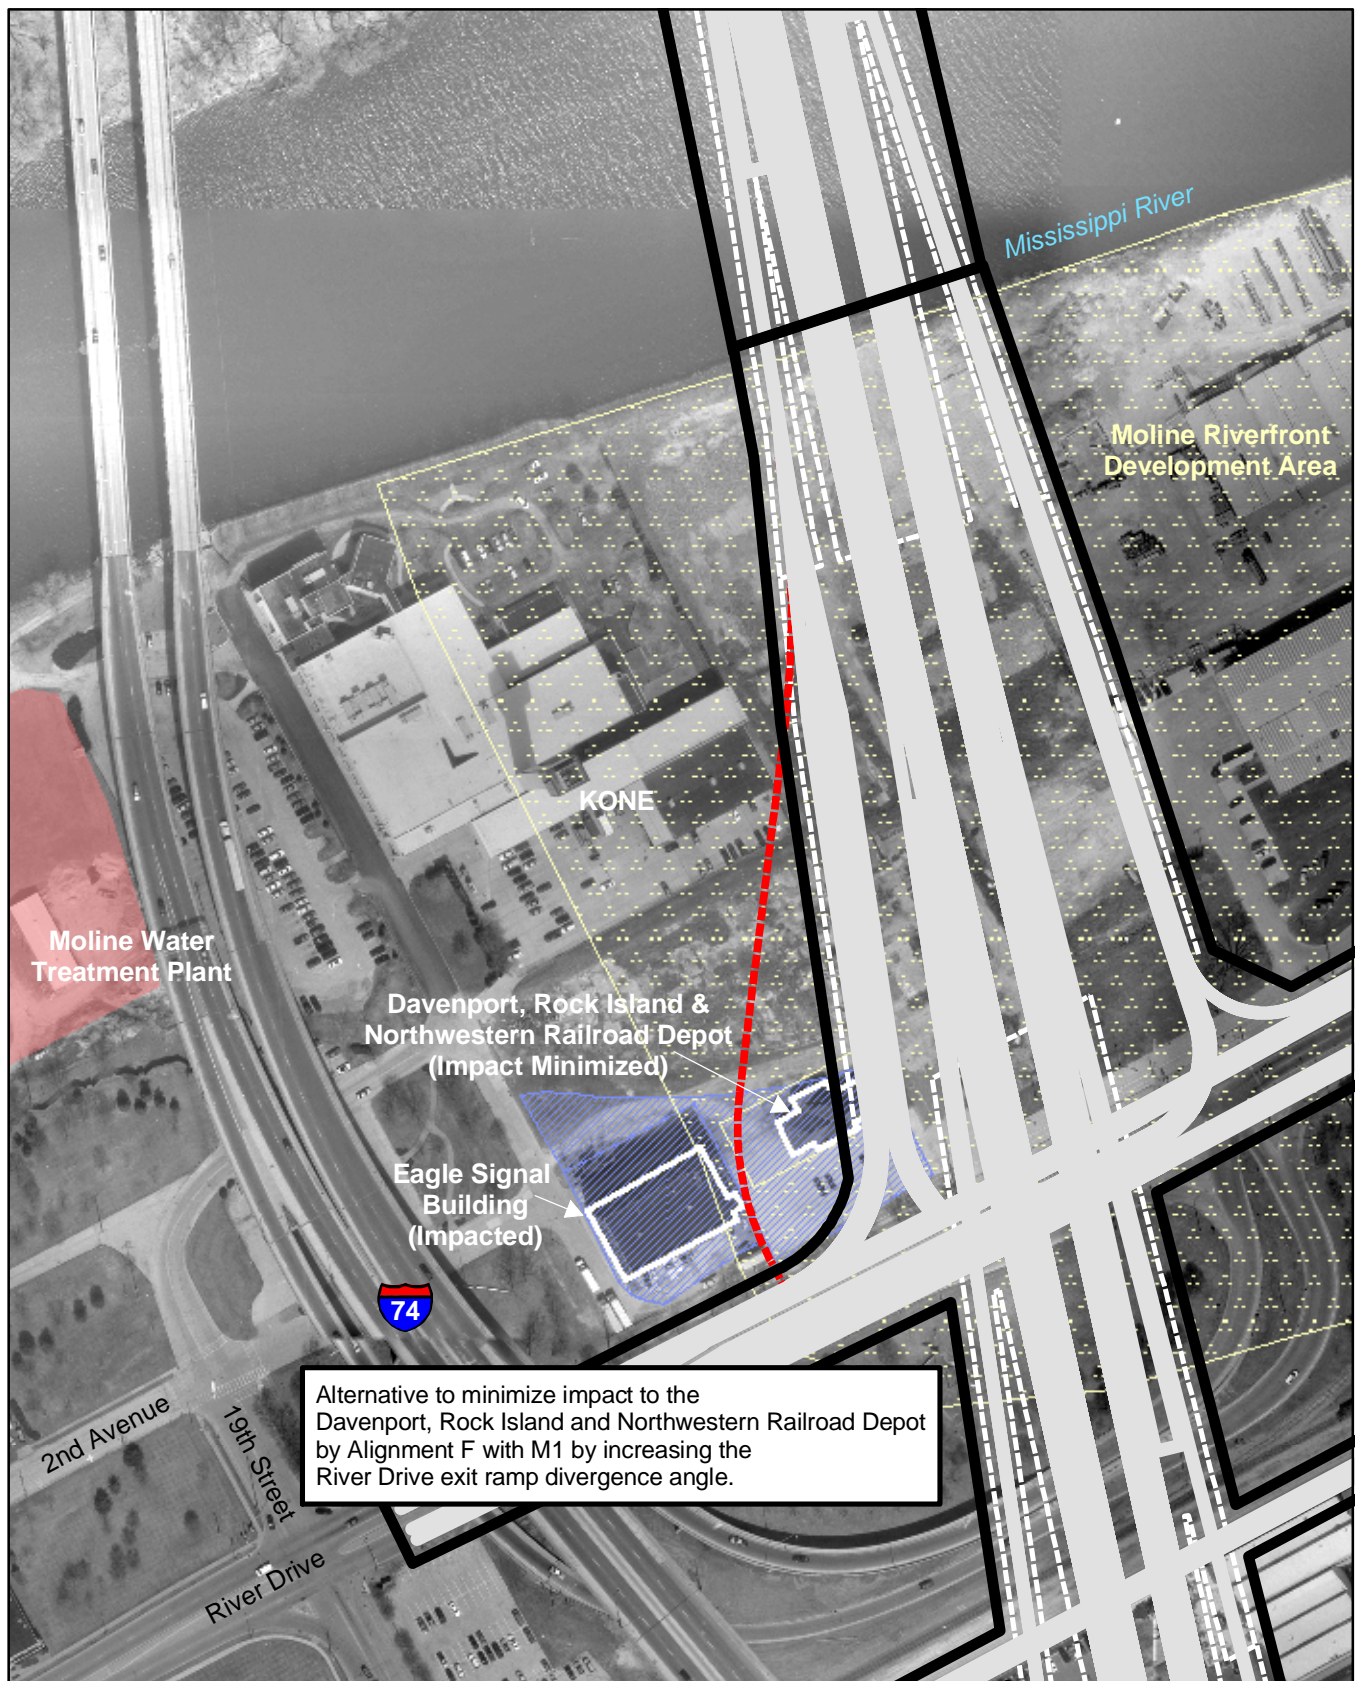 Mississippi River
Moline Riverfront
Development Area
KONE
Moline Water
Treatment Plant
Davenport, Rock Island &
Northwestern Railroad Depot
(Impact Minimized)
Eagle Signal
Building
(Impacted)
74
2nd Avenue
19th Street
River Drive
Alternative to minimize impact to the
Davenport, Rock Island and Northwestern Railroad Depot
by Alignment F with M1 by increasing the
River Drive exit ramp divergence angle.